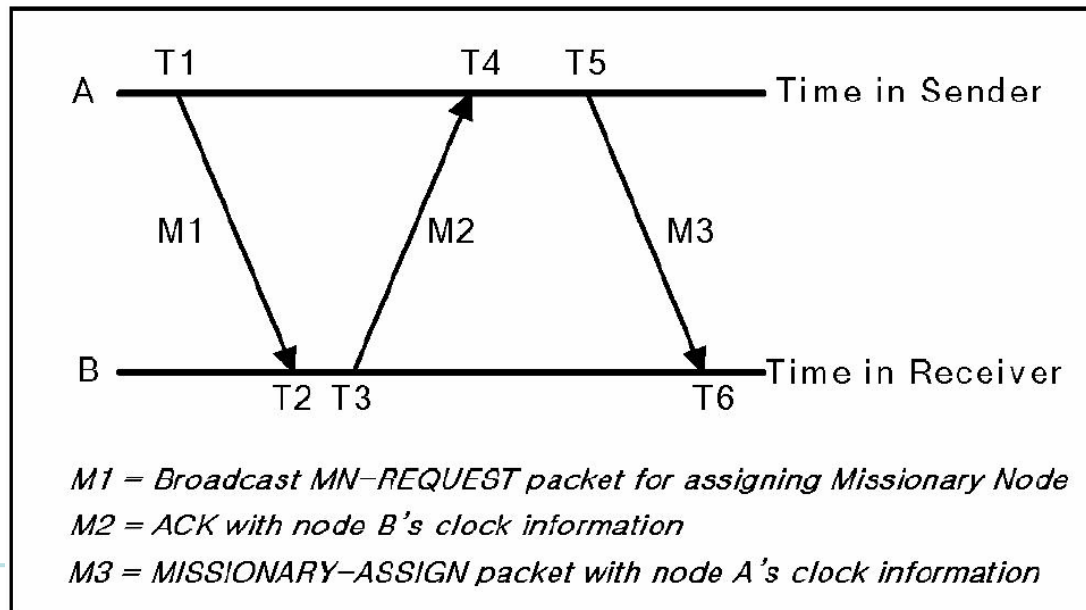 T1 T4 T5
A Time in Sender
M1 M2 M3
B Time in Receiver
T2 T3 T6
M1 = Broadcast MN-REQUEST packet for assigning Missionary Node
M2 = ACK with node B's clock information
M3 = MISSIONARY-ASSIGN packet with node A's clock information